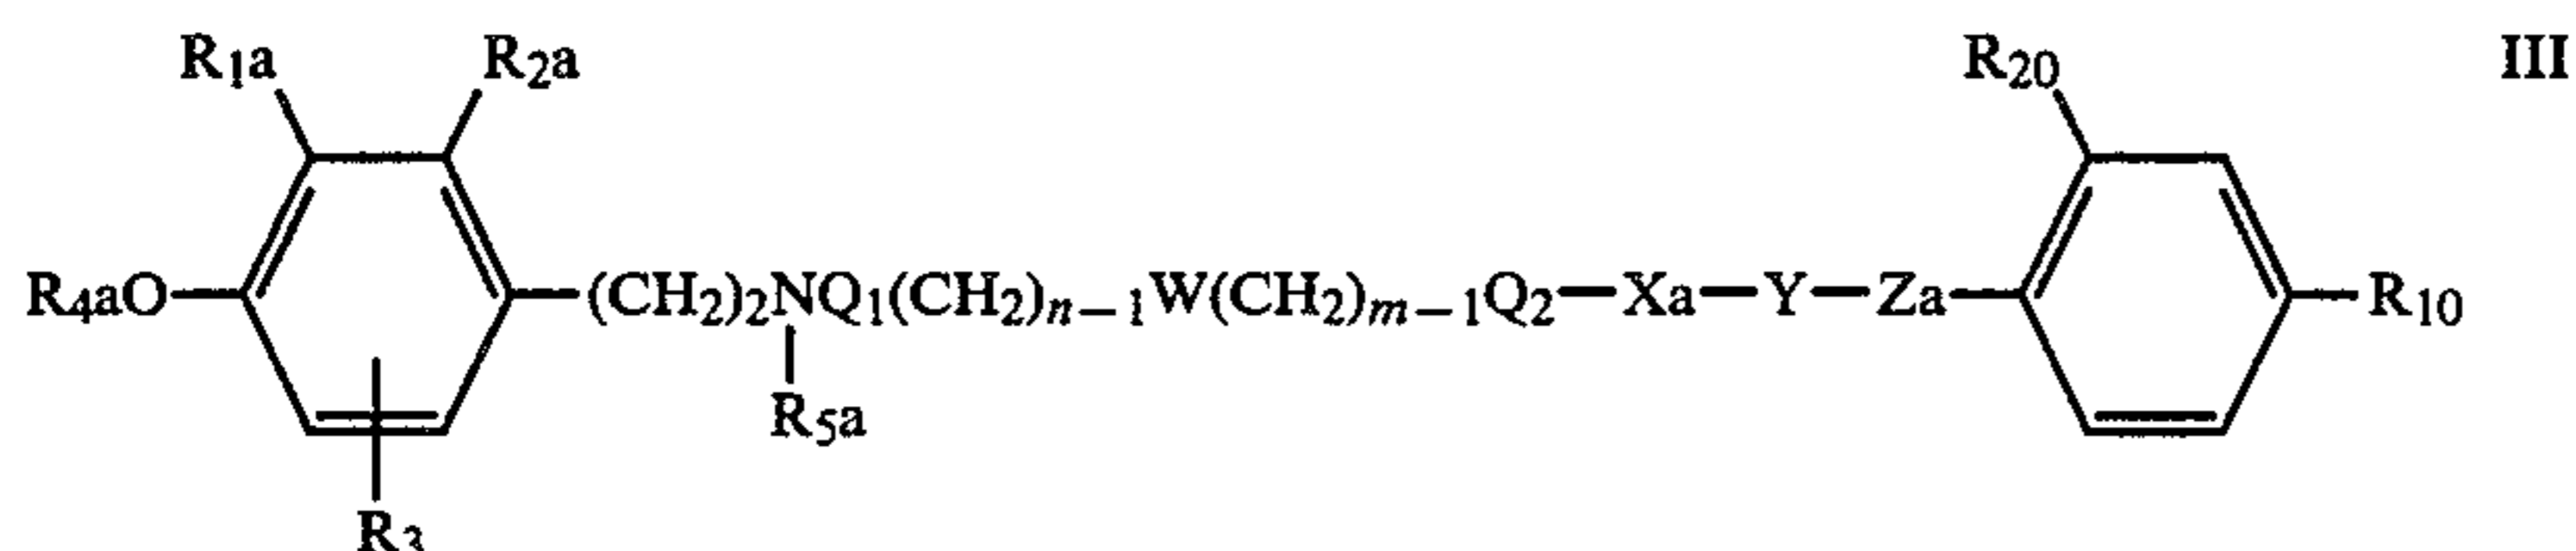 R₁a R₂a R₂₀ III
R₄aO (CH₂)₂NQ₁(CH₂)ₙ₋₁W(CH₂)ₘ₋₁Q₂—Xa—Y—Za R₁₀
R₅a
R₃